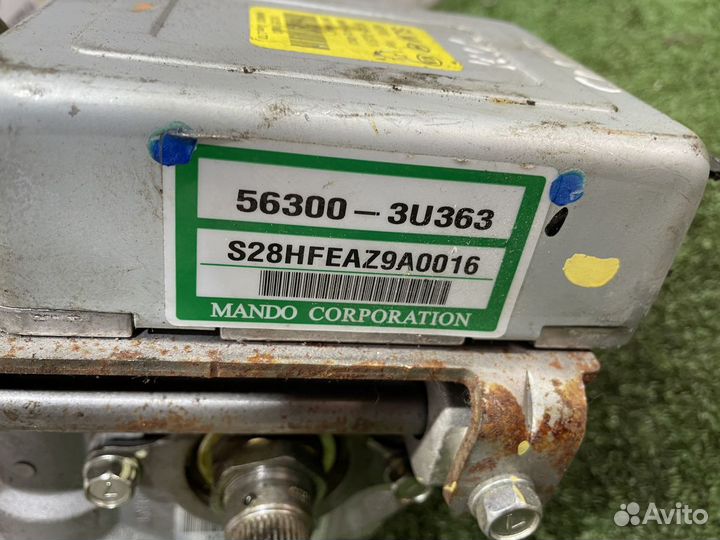 56300-3U363
S28HFEAZ9A0016
MANDO CORPORATION
Avito